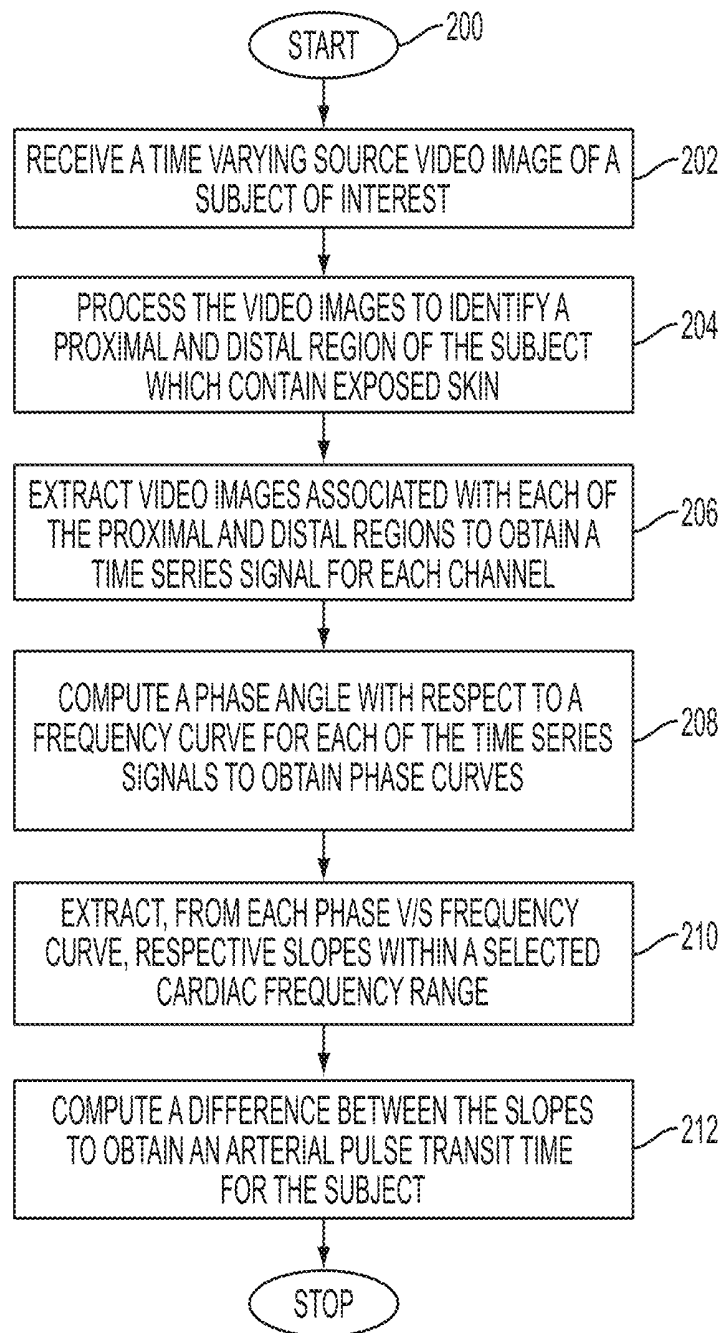 START
200
RECEIVE A TIME VARYING SOURCE VIDEO IMAGE OF A
SUBJECT OF INTEREST
202
PROCESS THE VIDEO IMAGES TO IDENTIFY A
PROXIMAL AND DISTAL REGION OF THE SUBJECT
WHICH CONTAIN EXPOSED SKIN
204
EXTRACT VIDEO IMAGES ASSOCIATED WITH EACH OF
THE PROXIMAL AND DISTAL REGIONS TO OBTAIN A
TIME SERIES SIGNAL FOR EACH CHANNEL
206
COMPUTE A PHASE ANGLE WITH RESPECT TO A
FREQUENCY CURVE FOR EACH OF THE TIME SERIES
SIGNALS TO OBTAIN PHASE CURVES
208
EXTRACT, FROM EACH PHASE V/S FREQUENCY
CURVE, RESPECTIVE SLOPES WITHIN A SELECTED
CARDIAC FREQUENCY RANGE
210
COMPUTE A DIFFERENCE BETWEEN THE SLOPES
TO OBTAIN AN ARTERIAL PULSE TRANSIT TIME
FOR THE SUBJECT
212
STOP